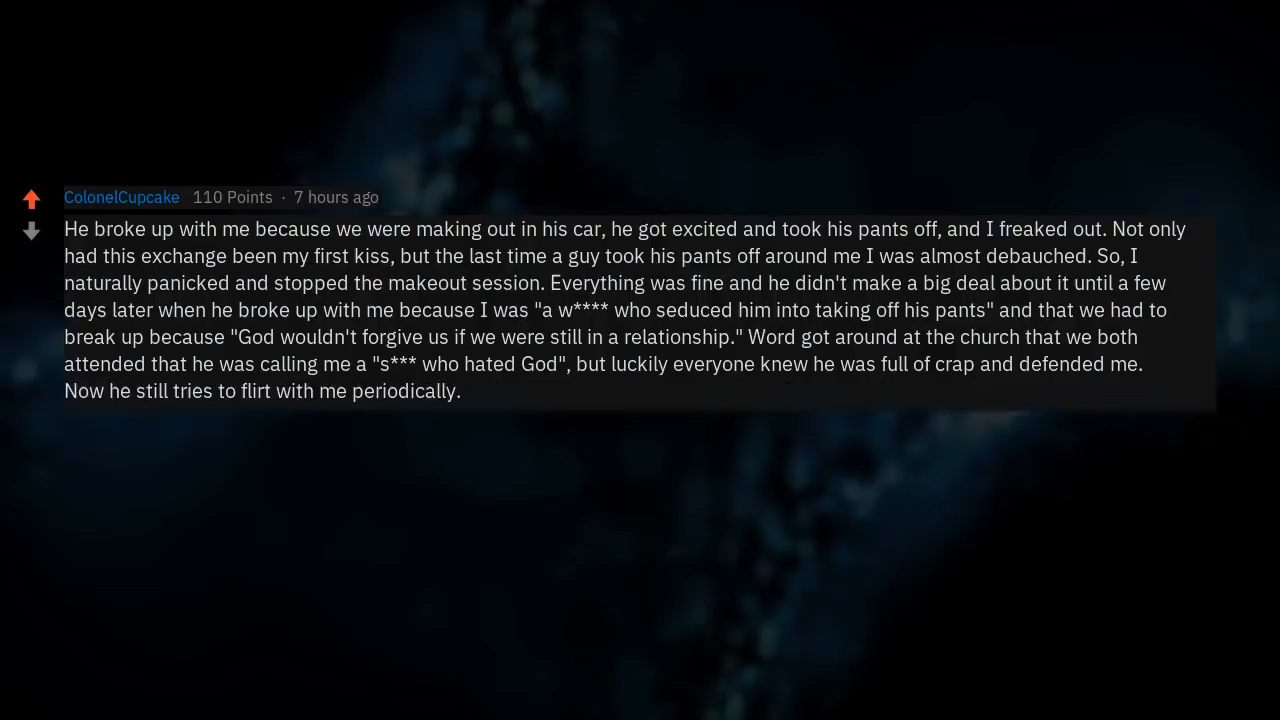 ColonelCupcake 110 Points · 7 hours ago
He broke up with me because we were making out in his car, he got excited and took his pants off, and I freaked out. Not only
had this exchange been my first kiss, but the last time a guy took his pants off around me I was almost debauched. So, I
naturally panicked and stopped the makeout session. Everything was fine and he didn't make a big deal about it until a few
days later when he broke up with me because I was "a w**** who seduced him into taking off his pants" and that we had to
break up because "God wouldn't forgive us if we were still in a relationship." Word got around at the church that we both
attended that he was calling me a "s*** who hated God", but luckily everyone knew he was full of crap and defended me.
Now he still tries to flirt with me periodically.